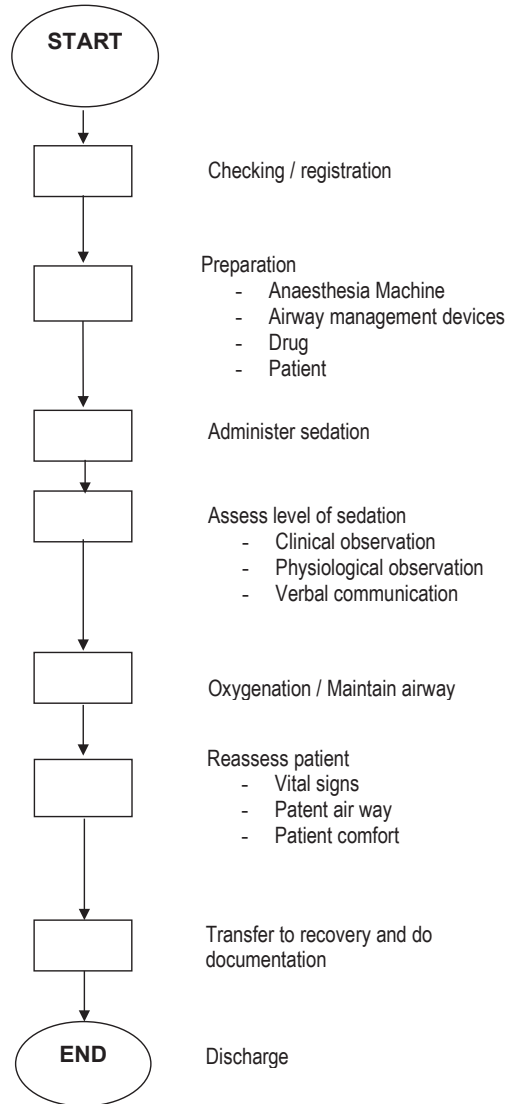 START
Checking / registration
Preparation
- Anaesthesia Machine
- Airway management devices
- Drug
- Patient
Administer sedation
Assess level of sedation
- Clinical observation
- Physiological observation
- Verbal communication
Oxygenation / Maintain airway
Reassess patient
- Vital signs
- Patent air way
- Patient comfort
Transfer to recovery and do
documentation
END
Discharge